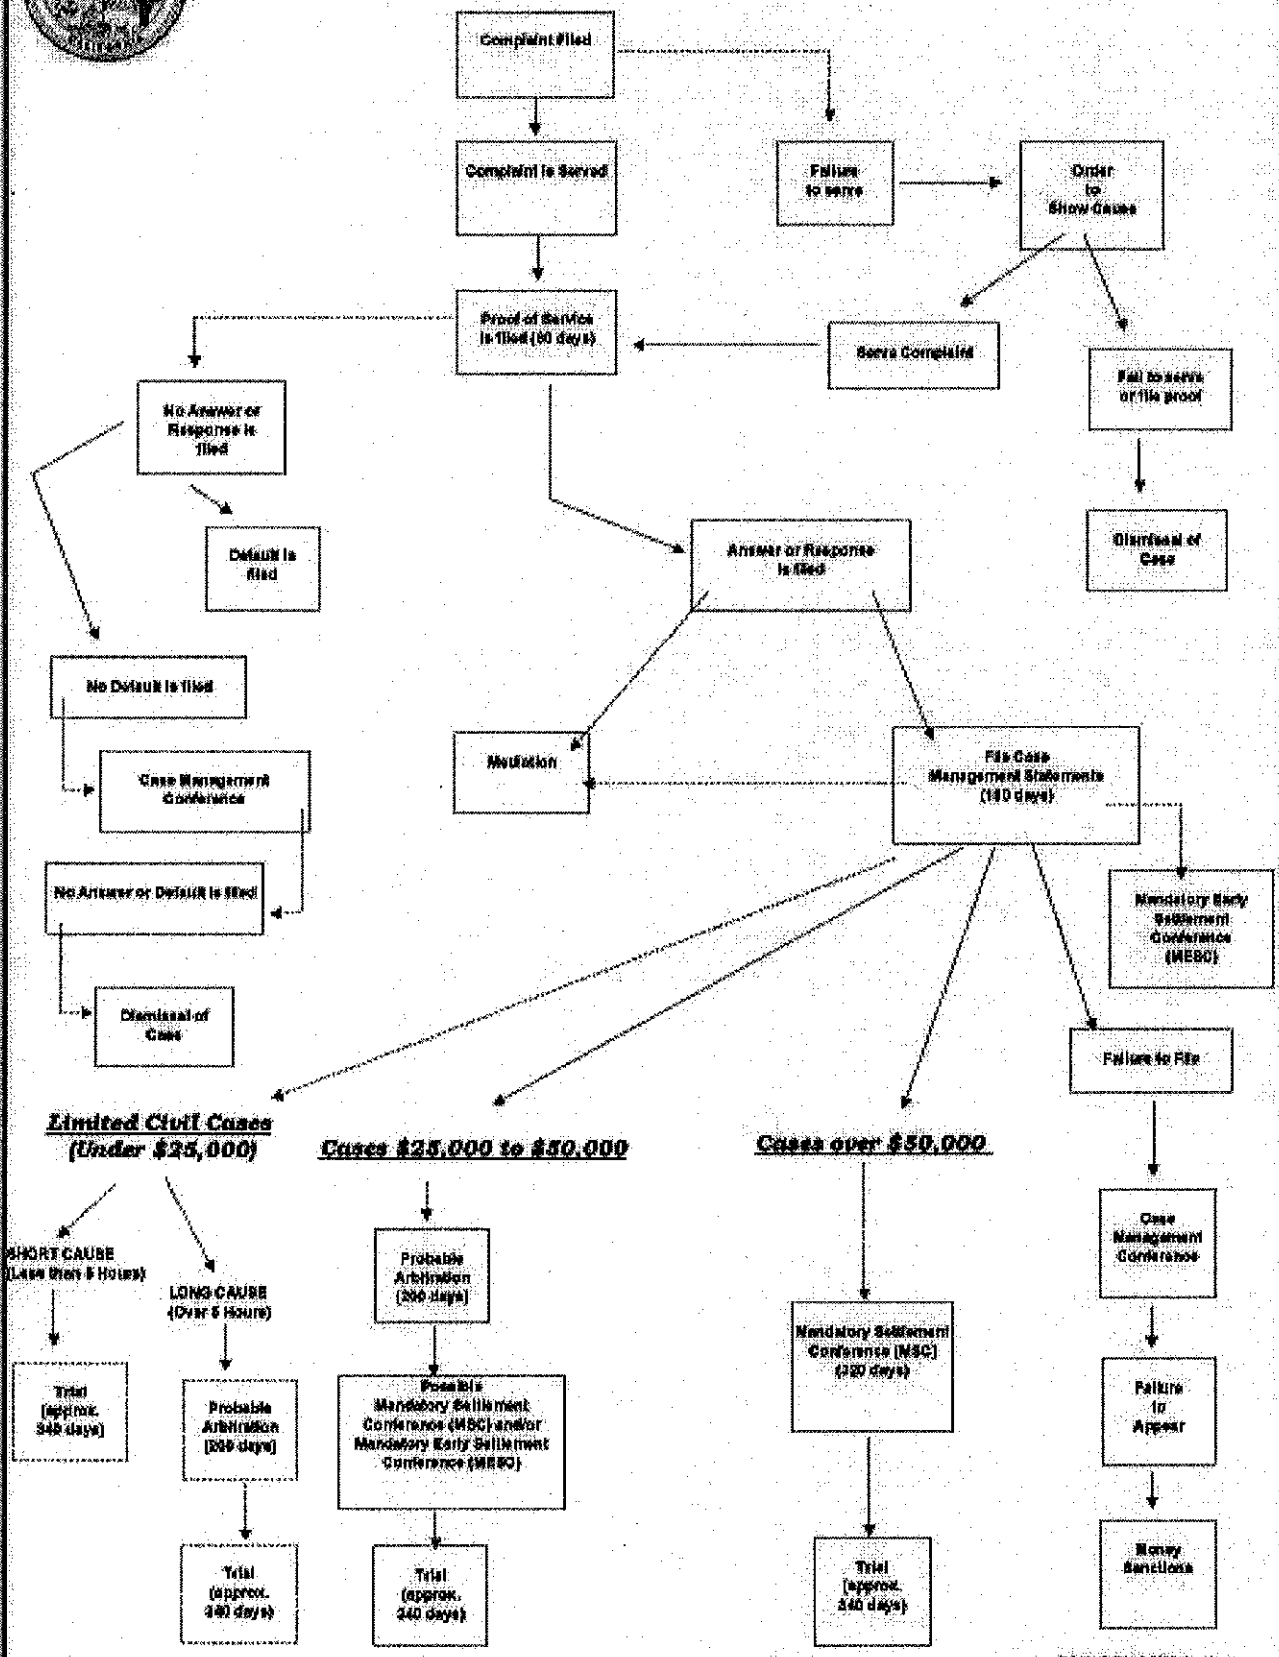 Complaint Filed
Complaint is Served
Failure
to serve
Order
to
Show Cause
Proof of Service
is filed (60 days)
Serve Complaint
Fail to serve
or file proof
No Answer or
Response is
filed
Default is
filed
Answer or Response
is filed
Dismissal of
Case
No Default is filed
Mediation
File Case
Management Statements
(180 days)
Case Management
Conference
No Answer or Default is filed
Mandatory Early
Settlement
Conference
(MESC)
Dismissal of
Case
Failure to File
Limited Civil Cases
(Under $25,000)
Cases $25,000 to $50,000
Cases over $50,000
SHORT CAUSE
(Less than 5 Hours)
LONG CAUSE
(Over 5 Hours)
Probable
Arbitration
(200 days)
Case
Management
Conference
Mandatory Settlement
Conference (MSC)
(320 days)
Trial
(approx.
340 days)
Probable
Arbitration
(200 days)
Possible
Mandatory Settlement
Conference (MSC) and/or
Mandatory Early Settlement
Conference (MESC)
Failure
to
Appear
Trial
(approx.
340 days)
Trial
(approx.
340 days)
Trial
(approx.
340 days)
Money
Sanctions